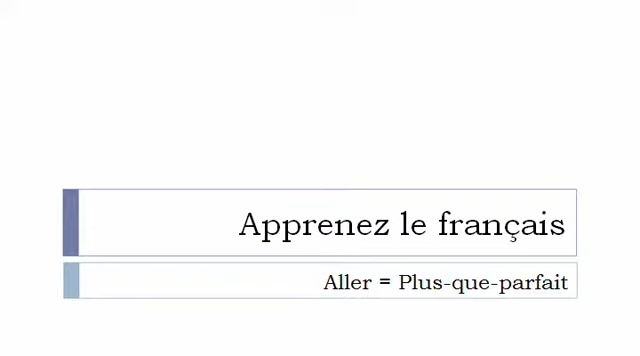 Apprenez le français
Aller = Plus-que-parfait